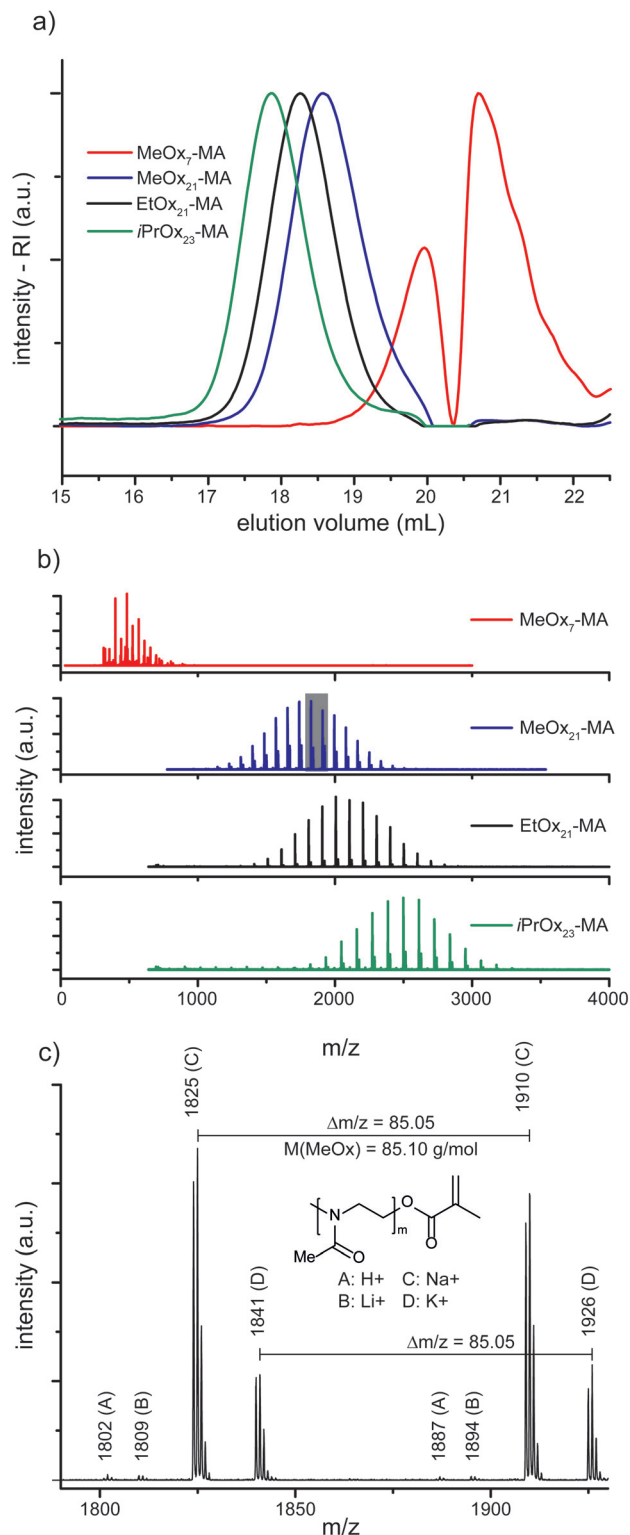 a)
intensity - RI (a.u.)
MeOx₇-MA
MeOx₂₁-MA
EtOx₂₁-MA
iPrOx₂₃-MA
15 16 17 18 19 20 21 22
elution volume (mL)
b)
intensity (a.u.)
MeOx₇-MA
MeOx₂₁-MA
EtOx₂₁-MA
iPrOx₂₃-MA
0 1000 2000 3000 4000
m/z
c)
intensity (a.u.)
1825 (C)
1910 (C)
Δm/z = 85.05
M(MeOx) = 85.10 g/mol
N
m
O
O
Me
O
A: H+ C: Na+
B: Li+ D: K+
1841 (D)
1926 (D)
Δm/z = 85.05
1802 (A)
1809 (B)
1887 (A)
1894 (B)
1800 1850 1900
m/z